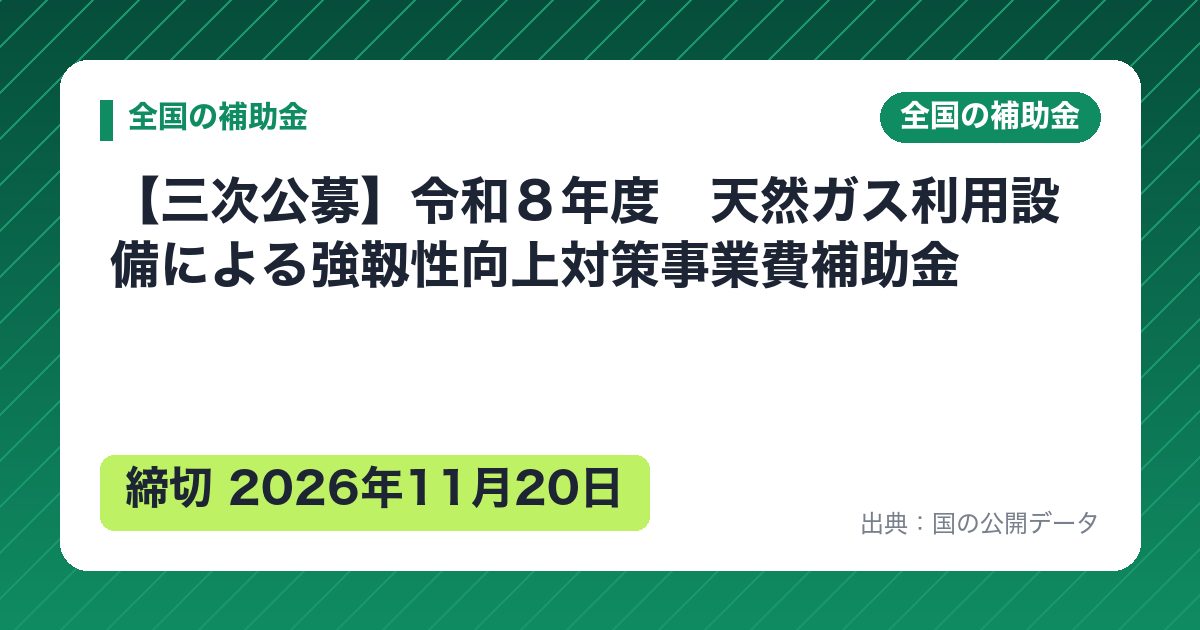 全国の補助金
全国の補助金
【三次公募】令和８年度　天然ガス利用設
備による強靱性向上対策事業費補助金
締切 2026年11月20日
出典：国の公開データ